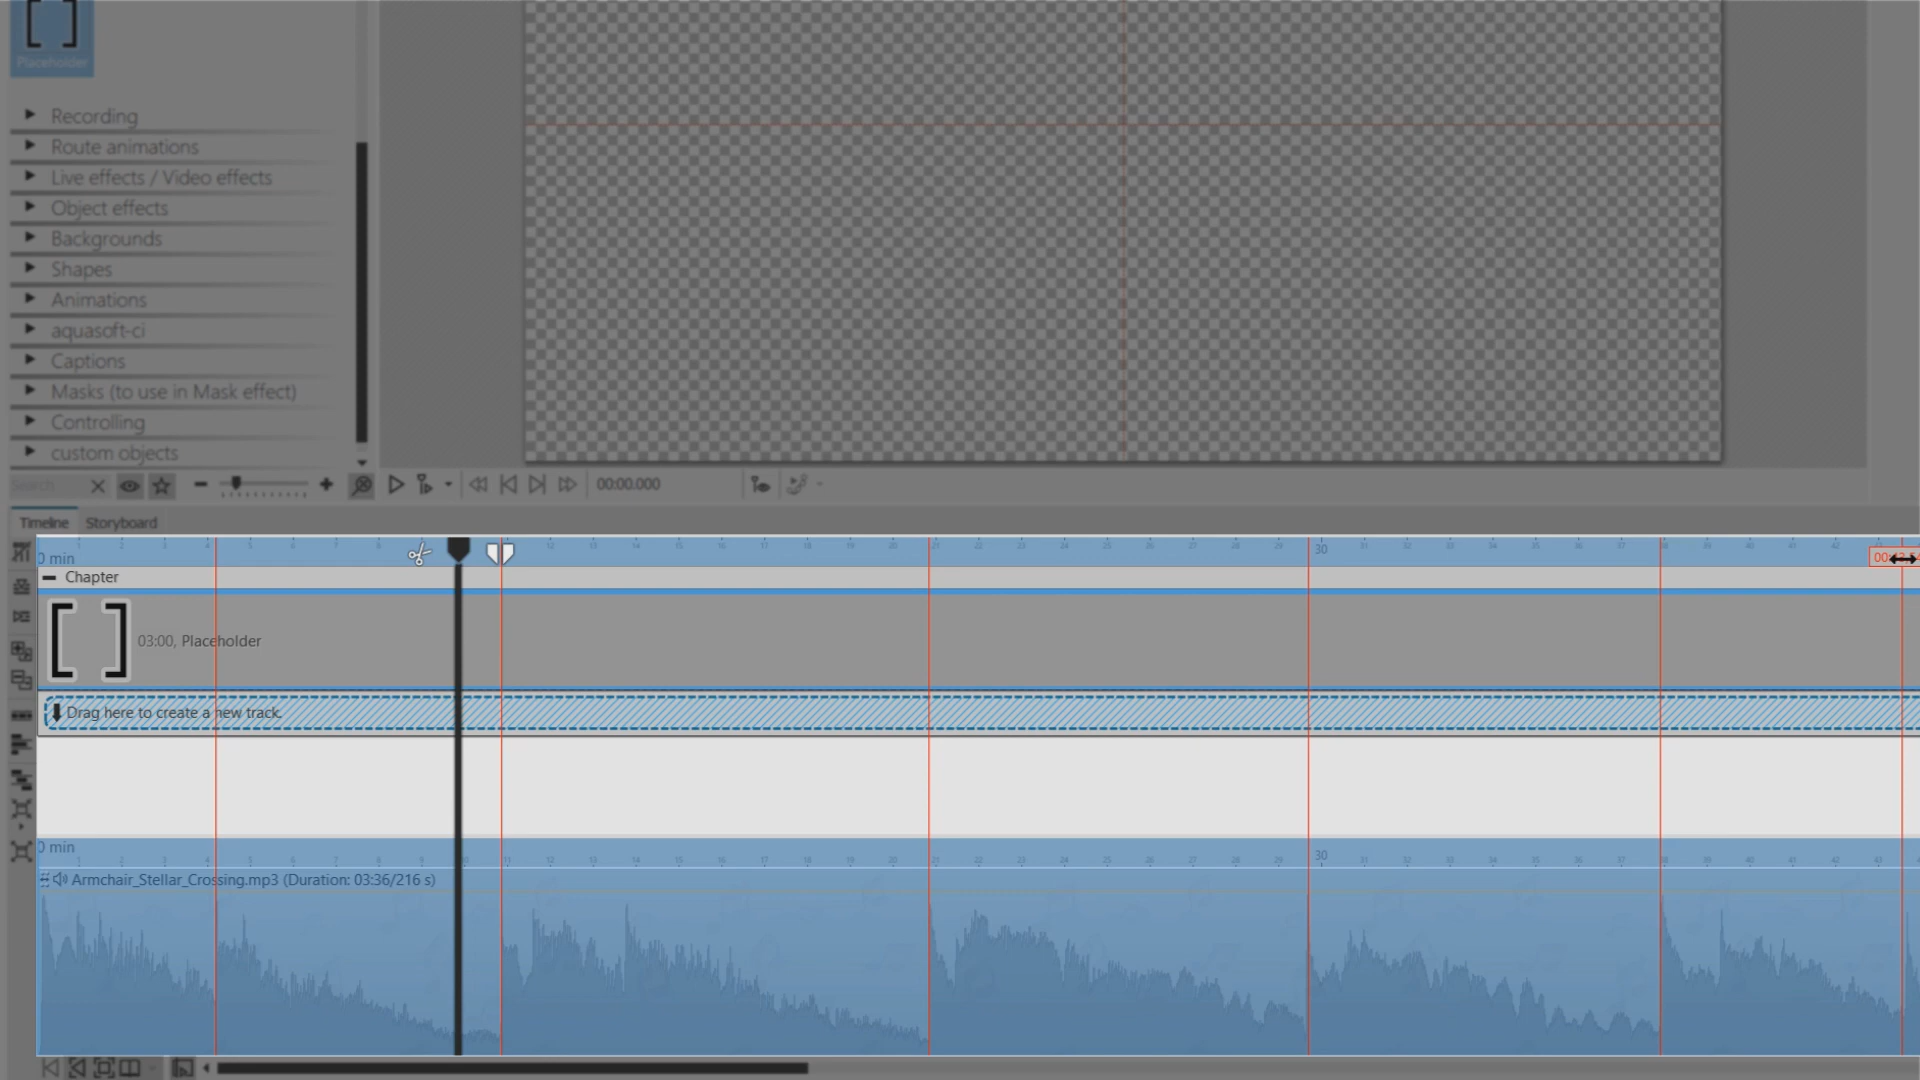 Placeholder
Recording
Route animations
Live effects / Video effects
Object effects
Backgrounds
Shapes
Animations
aquasoft-ci
Captions
Masks (to use in Mask effect)
Controlling
custom objects
Search
00:00.000
Timeline Storyboard
0 min
30
Chapter
03:00, Placeholder
Drag here to create a new track.
0 min
30
Armchair_Stellar_Crossing.mp3 (Duration: 03:36/216 s)